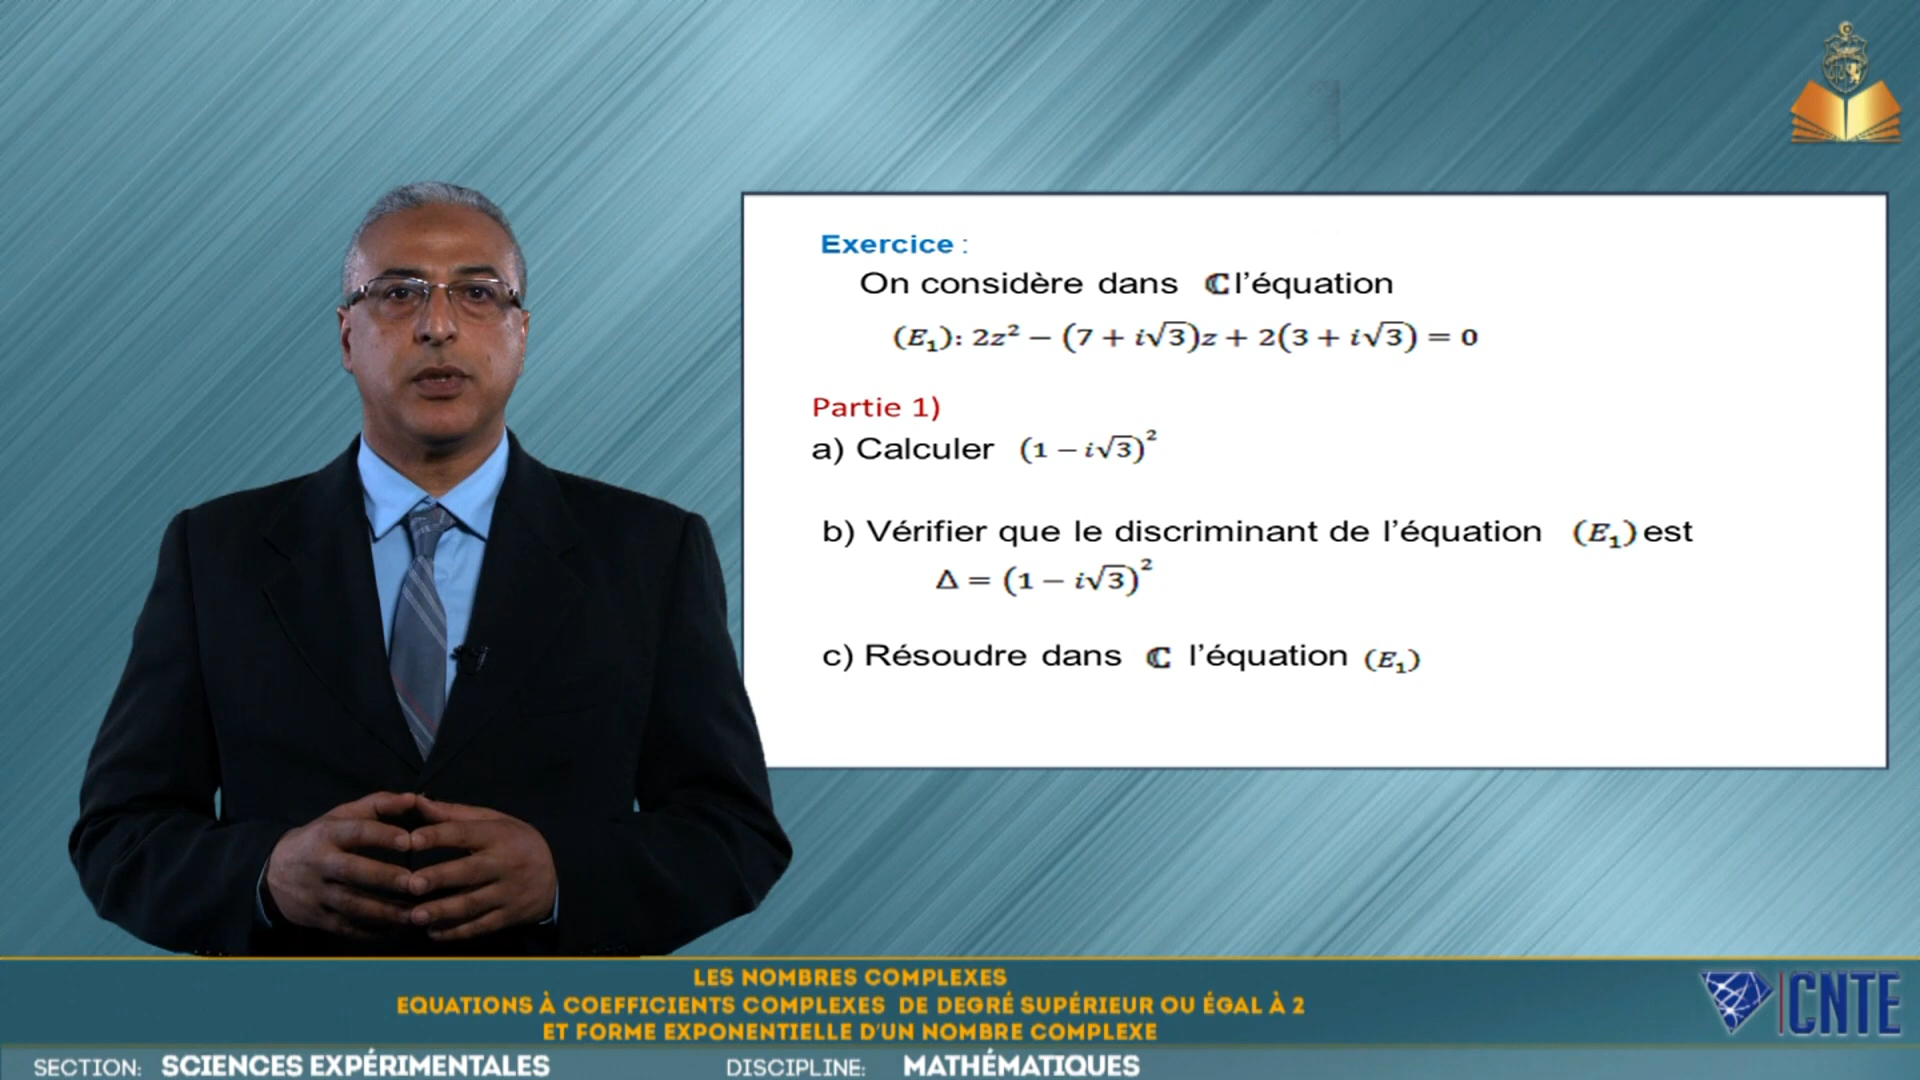 Exercice :
On considère dans ℂ l’équation
(E₁): 2z² − (7 + i√3)z + 2(3 + i√3) = 0
Partie 1)
a) Calculer (1 − i√3)²
b) Vérifier que le discriminant de l’équation (E₁) est
Δ = (1 − i√3)²
c) Résoudre dans ℂ l’équation (E₁)
LES NOMBRES COMPLEXES
EQUATIONS À COEFFICIENTS COMPLEXES DE DEGRÉ SUPÉRIEUR OU ÉGAL À 2
ET FORME EXPONENTIELLE D'UN NOMBRE COMPLEXE
CNTE
SECTION: SCIENCES EXPÉRIMENTALES DISCIPLINE: MATHÉMATIQUES